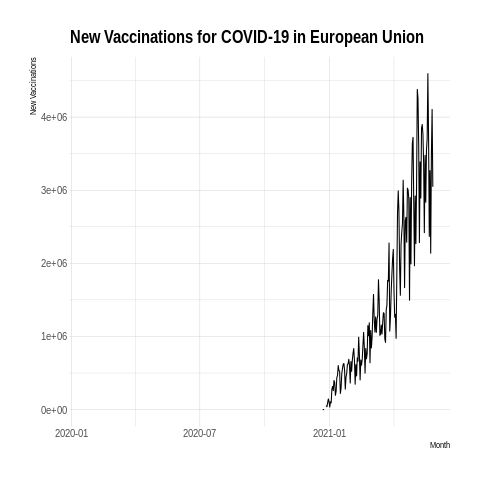 New Vaccinations for COVID-19 in European Union
New Vaccinations
4e+06
3e+06
2e+06
1e+06
0e+00
2020-01 2020-07 2021-01
Month